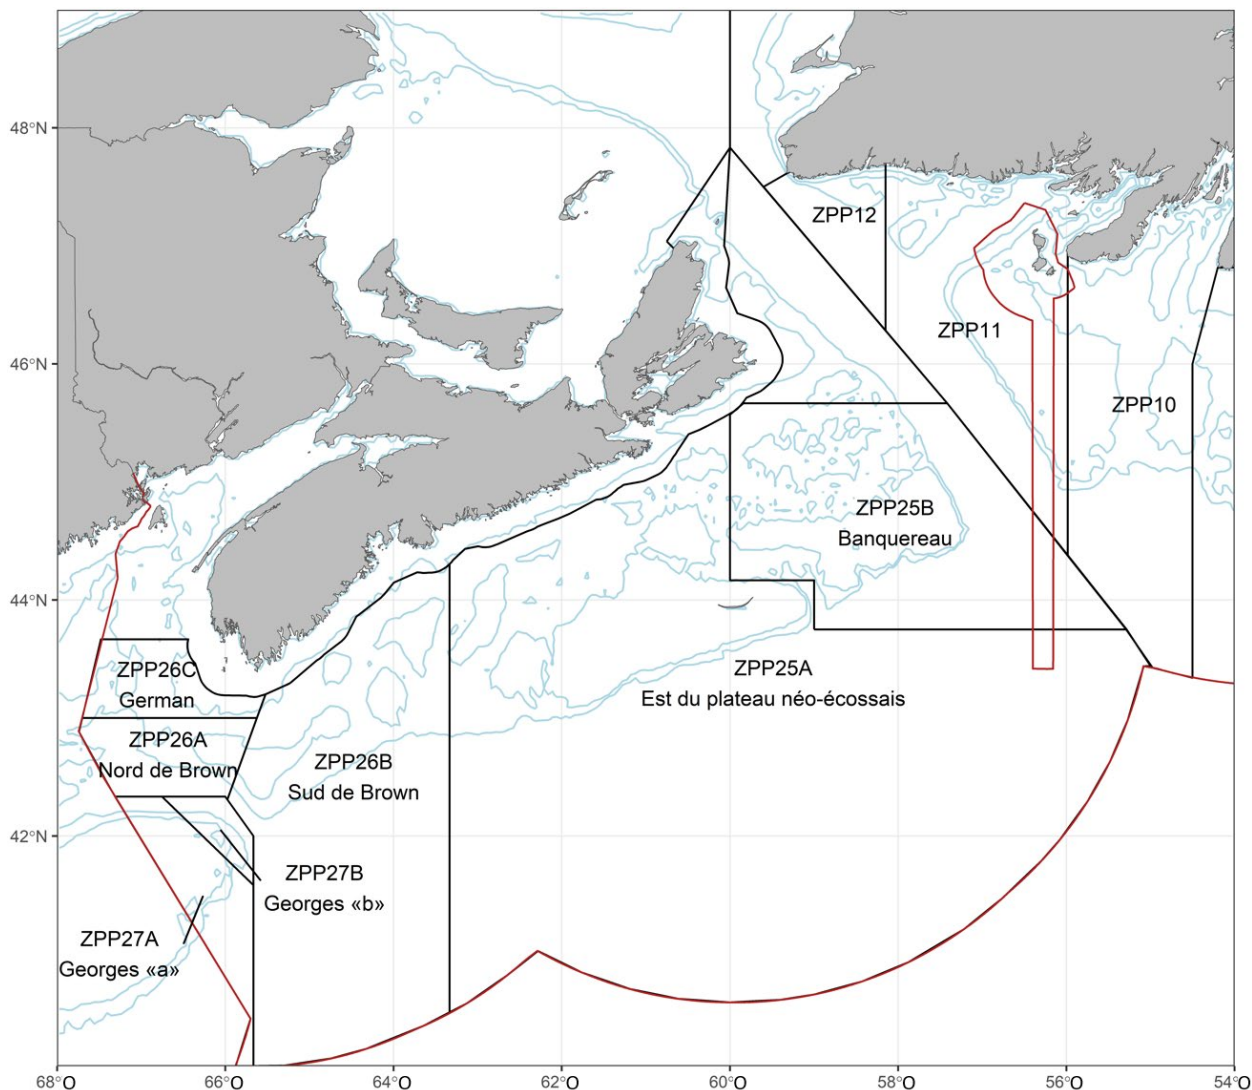 48°N
ZPP12
ZPP11
46°N
ZPP10
ZPP25B
Banquereau
44°N
ZPP26C
German
ZPP25A
Est du plateau néo-écossais
ZPP26A
Nord de Brown
ZPP26B
Sud de Brown
42°N
ZPP27B
Georges «b»
ZPP27A
Georges «a»
68°O
66°O
64°O
62°O
60°O
58°O
56°O
54°O